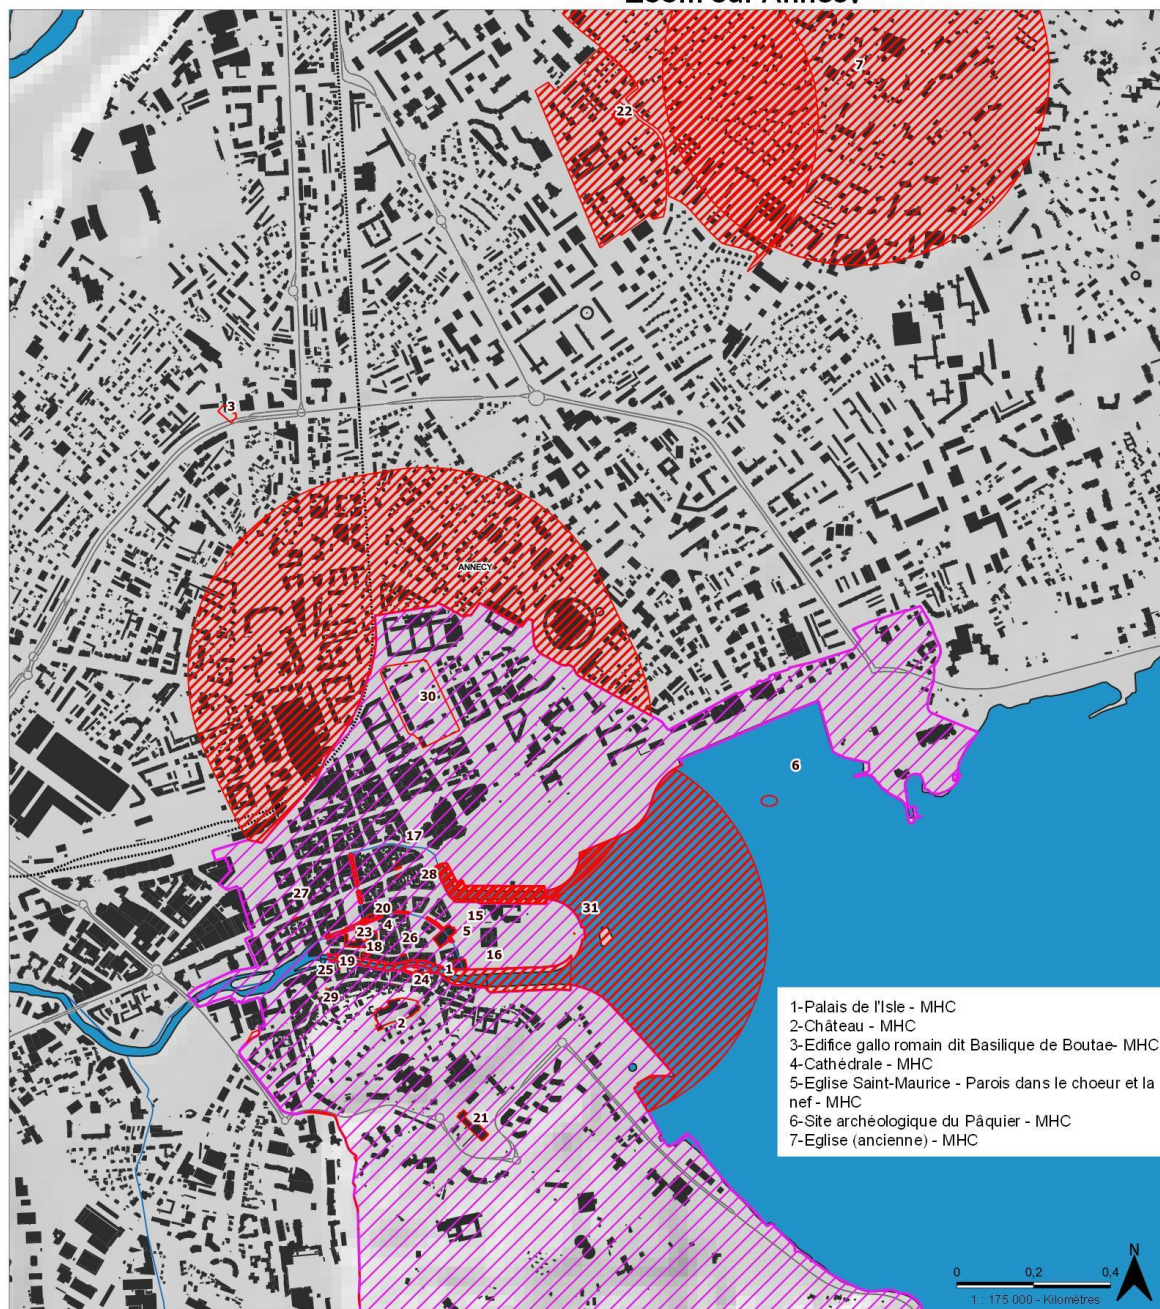 Zoom sur Annecy
7
22
3
ANNECY
30
6
17
28
27
31
20
15
4
5
23
26
18
16
19
25
1
24
29
2
21
1-Palais de l'Isle - MHC
2-Château - MHC
3-Edifice gallo romain dit Basilique de Boutae- MHC
4-Cathédrale - MHC
5-Eglise Saint-Maurice - Parois dans le choeur et la
nef - MHC
6-Site archéologique du Pâquier - MHC
7-Eglise (ancienne) - MHC
N
0 0,2 0,4
1 : 175 000 - Kilomètres